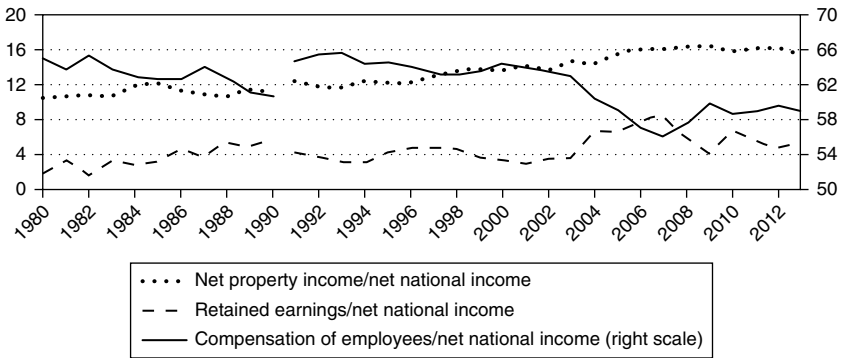 20 70
16 66
12 62
8 58
4 54
0 50
1980 1982 1984 1986 1988 1990 1992 1994 1996 1998 2000 2002 2004 2006 2008 2010 2012
Net property income/net national income
Retained earnings/net national income
Compensation of employees/net national income (right scale)